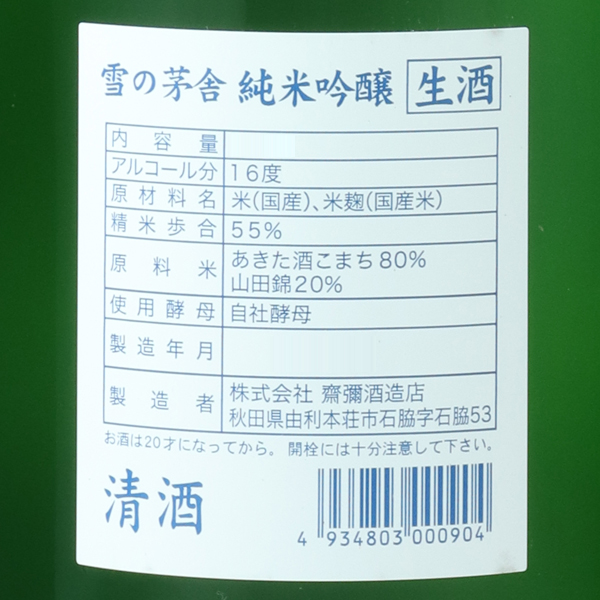 雪の茅舎 純米吟醸 生酒
内容量
アルコール分 16度
原材料名 米(国産)、米麹(国産米)
精米歩合 55%
原料米 あきた酒こまち80%
山田錦20%
使用酵母 自社酵母
製造年月
製造者 株式会社 齋彌酒造店
秋田県由利本荘市石脇字石脇53
お酒は20才になってから。開栓には十分注意して下さい。
清酒
4 934803 000904